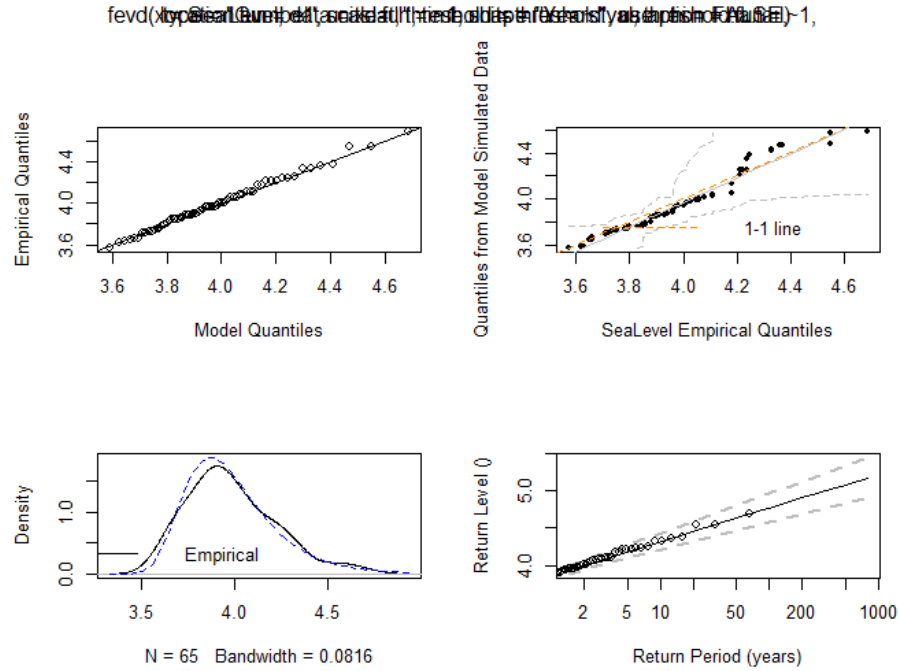 Empirical Quantiles
3.6 4.0 4.4
3.6 3.8 4.0 4.2 4.4 4.6
Model Quantiles
Quantiles from Model Simulated Data
3.6 4.0 4.4
1-1 line
3.6 3.8 4.0 4.2 4.4 4.6
SeaLevel Empirical Quantiles
Density
0.0 1.0
Empirical
3.5 4.0 4.5
N = 65 Bandwidth = 0.0816
Return Level ()
4.0 5.0
2 5 10 50 200 1000
Return Period (years)